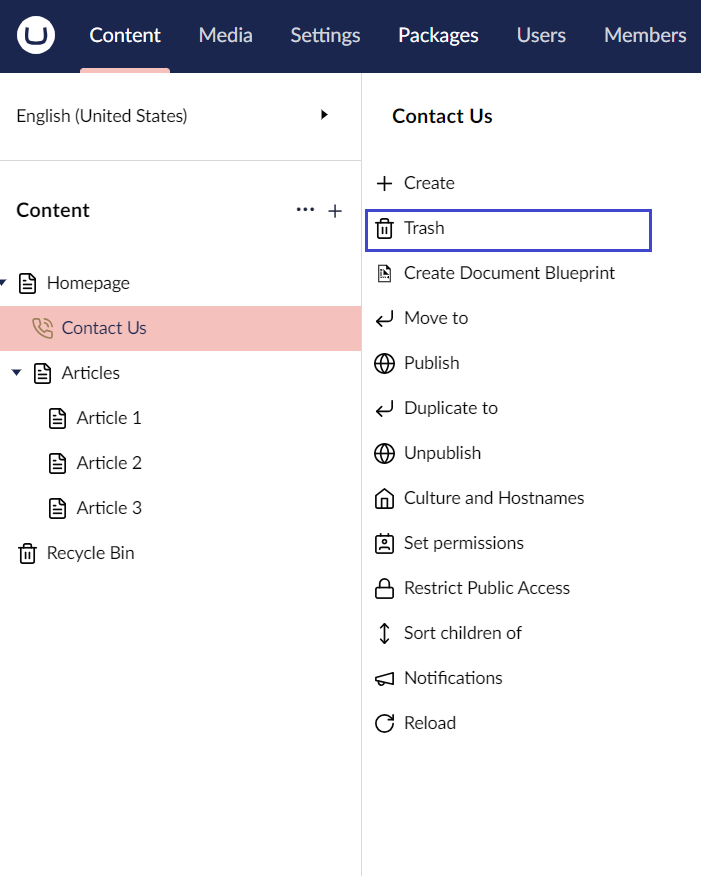 Content Media Settings Packages Users Members
English (United States)
Content
Homepage
Contact Us
Articles
Article 1
Article 2
Article 3
Recycle Bin
Contact Us
Create
Trash
Create Document Blueprint
Move to
Publish
Duplicate to
Unpublish
Culture and Hostnames
Set permissions
Restrict Public Access
Sort children of
Notifications
Reload